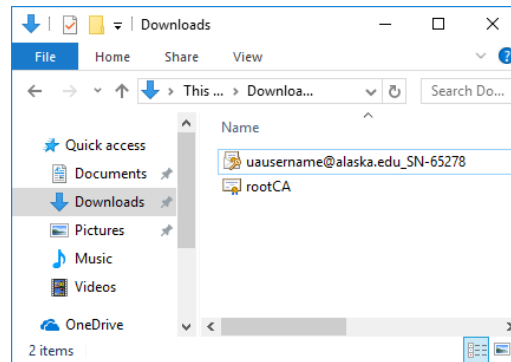 Downloads
File Home Share View
This ... Downloa... Search Do...
Name
Quick access
uausername@alaska.edu_SN-65278
Documents
rootCA
Downloads
Pictures
Music
Videos
OneDrive
2 items